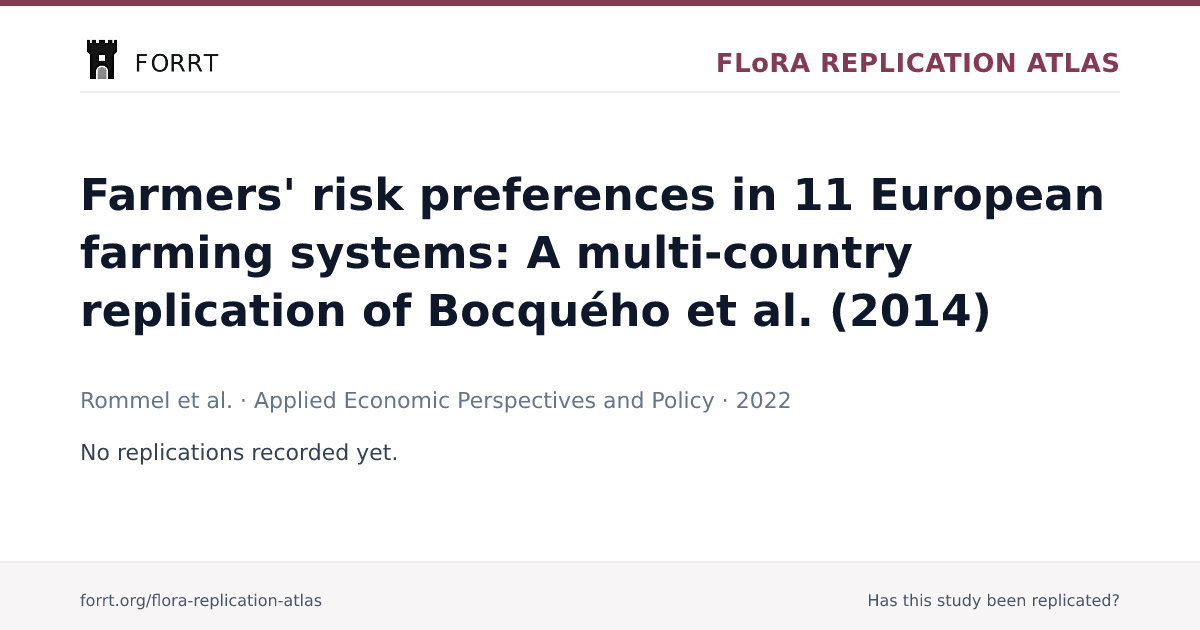 FORRT
FLoRA REPLICATION ATLAS
Farmers' risk preferences in 11 European
farming systems: A multi-country
replication of Bocquého et al. (2014)
Rommel et al. · Applied Economic Perspectives and Policy · 2022
No replications recorded yet.
forrt.org/flora-replication-atlas
Has this study been replicated?